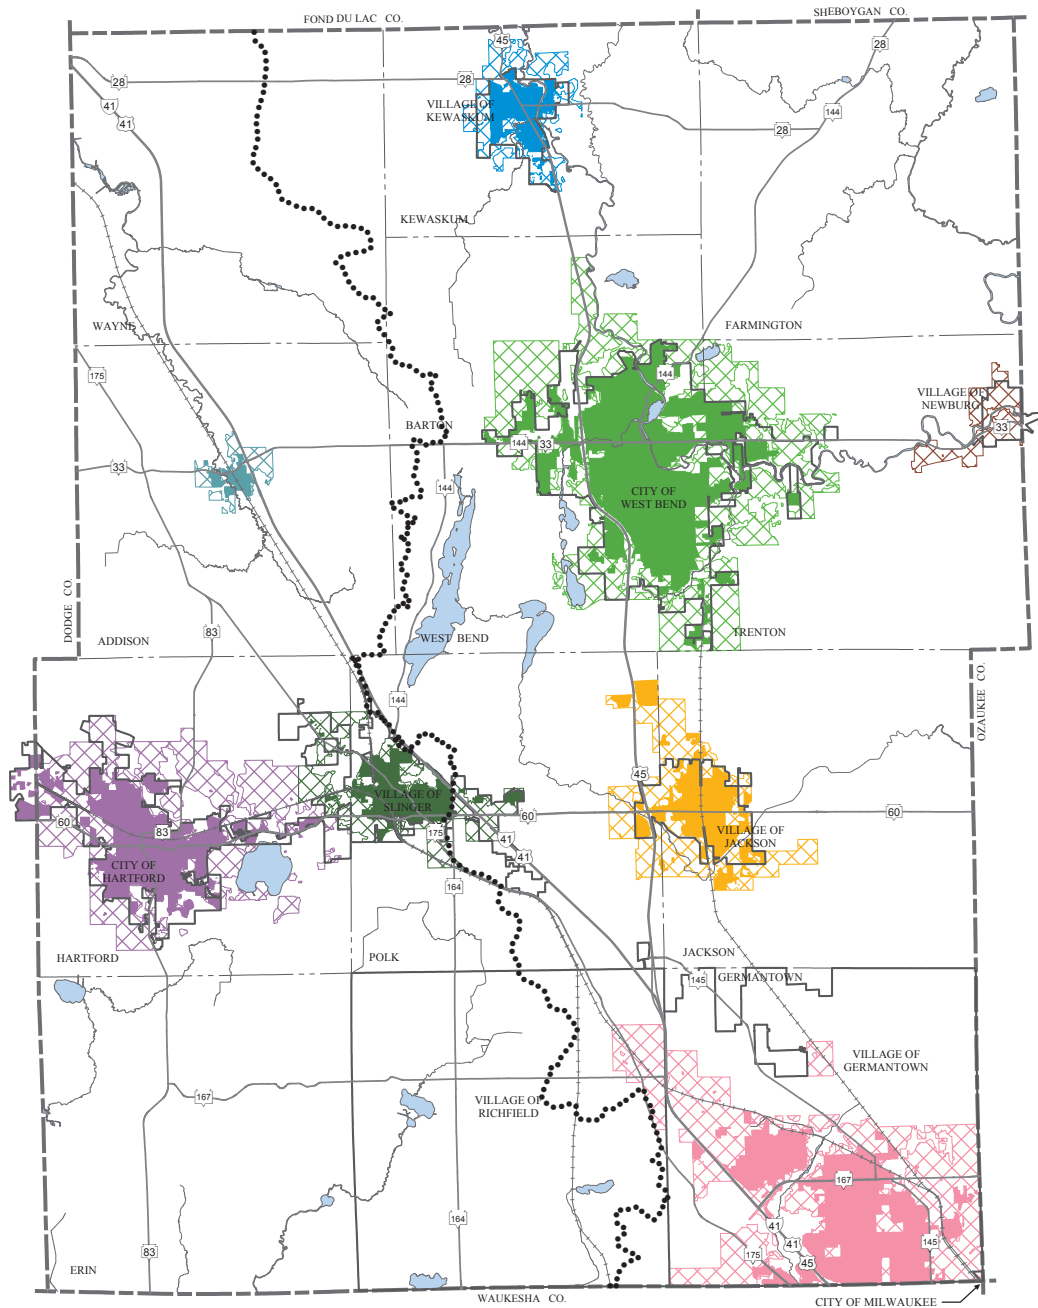 FOND DU LAC CO.
SHEBOYGAN CO.
45
28
28
28
41
41
VILLAGE OF
KEWASKUM
144
28
KEWASKUM
WAYNE
FARMINGTON
175
144
VILLAGE OF
NEWBURG
BARTON
33
144
33
33
144
CITY OF
WEST BEND
DODGE CO.
83
ADDISON
WEST BEND
TRENTON
OZAUKEE CO.
144
45
VILLAGE OF
SLINGER
60
60
60
83
175
41
VILLAGE OF
JACKSON
41
CITY OF
HARTFORD
164
HARTFORD
POLK
JACKSON
GERMANTOWN
145
VILLAGE OF
GERMANTOWN
167
VILLAGE OF
RICHFIELD
167
164
41
83
41
145
175
45
ERIN
WAUKESHA CO.
CITY OF MILWAUKEE